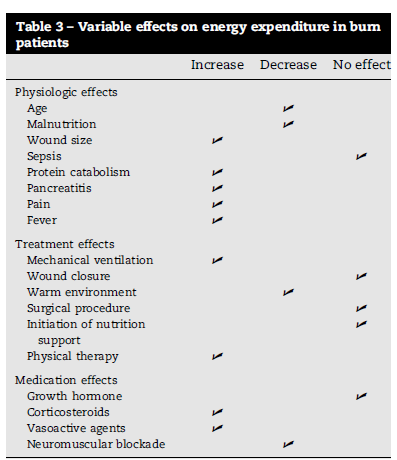 Table 3 – Variable effects on energy expenditure in burn
patients
Increase Decrease No effect
Physiologic effects
Age ✓
Malnutrition ✓
Wound size ✓
Sepsis ✓
Protein catabolism ✓
Pancreatitis ✓
Pain ✓
Fever ✓
Treatment effects
Mechanical ventilation ✓
Wound closure ✓
Warm environment ✓
Surgical procedure ✓
Initiation of nutrition ✓
support
Physical therapy ✓
Medication effects
Growth hormone ✓
Corticosteroids ✓
Vasoactive agents ✓
Neuromuscular blockade ✓